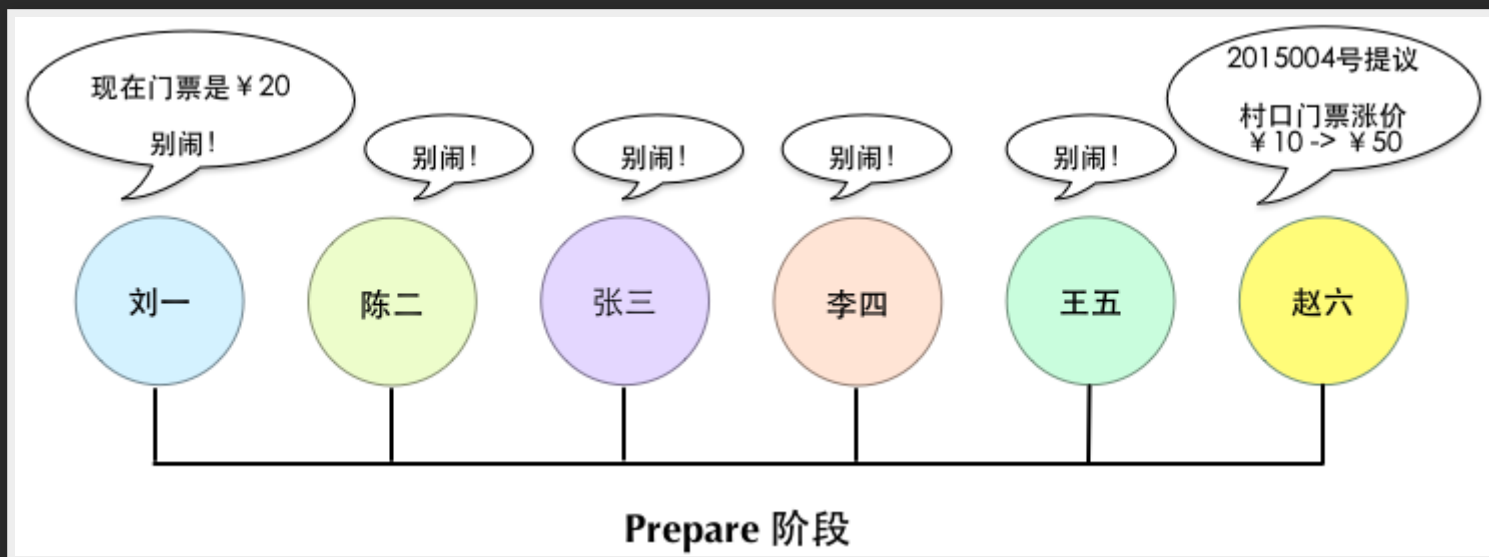 现在门票是￥20
别闹！
别闹！
别闹！
别闹！
别闹！
2015004号提议
村口门票涨价
￥10 -> ￥50
刘一
陈二
张三
李四
王五
赵六
Prepare 阶段